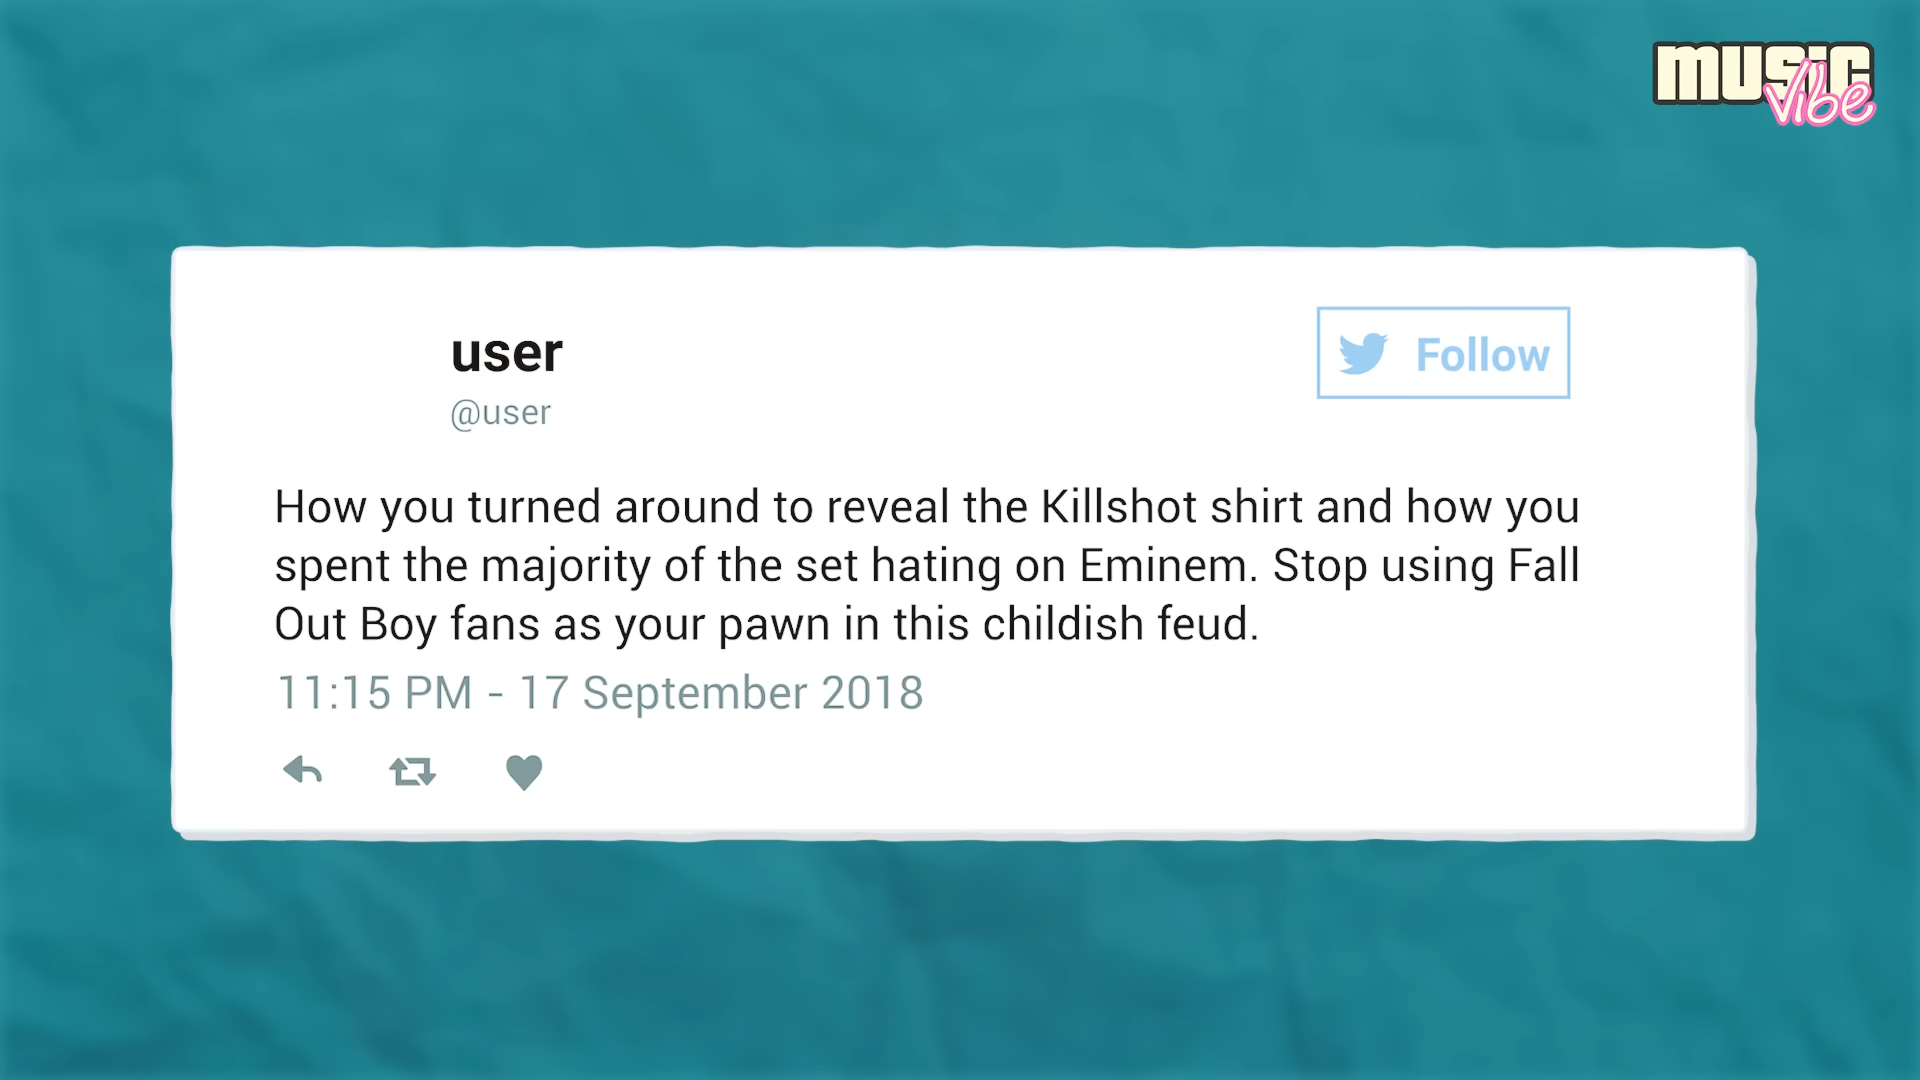 music
vibe
user
Follow
@user
How you turned around to reveal the Killshot shirt and how you
spent the majority of the set hating on Eminem. Stop using Fall
Out Boy fans as your pawn in this childish feud.
11:15 PM - 17 September 2018